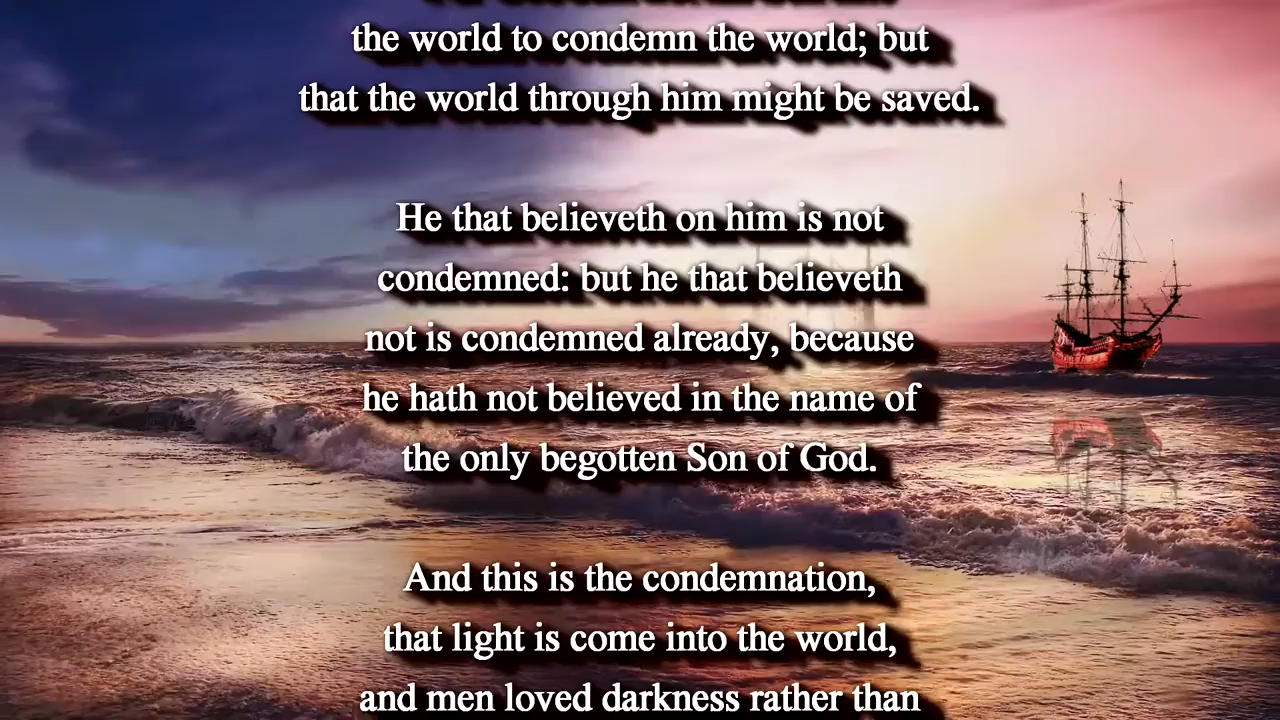 the world to condemn the world; but
that the world through him might be saved.
He that believeth on him is not
condemned: but he that believeth
not is condemned already, because
he hath not believed in the name of
the only begotten Son of God.
And this is the condemnation,
that light is come into the world,
and men loved darkness rather than